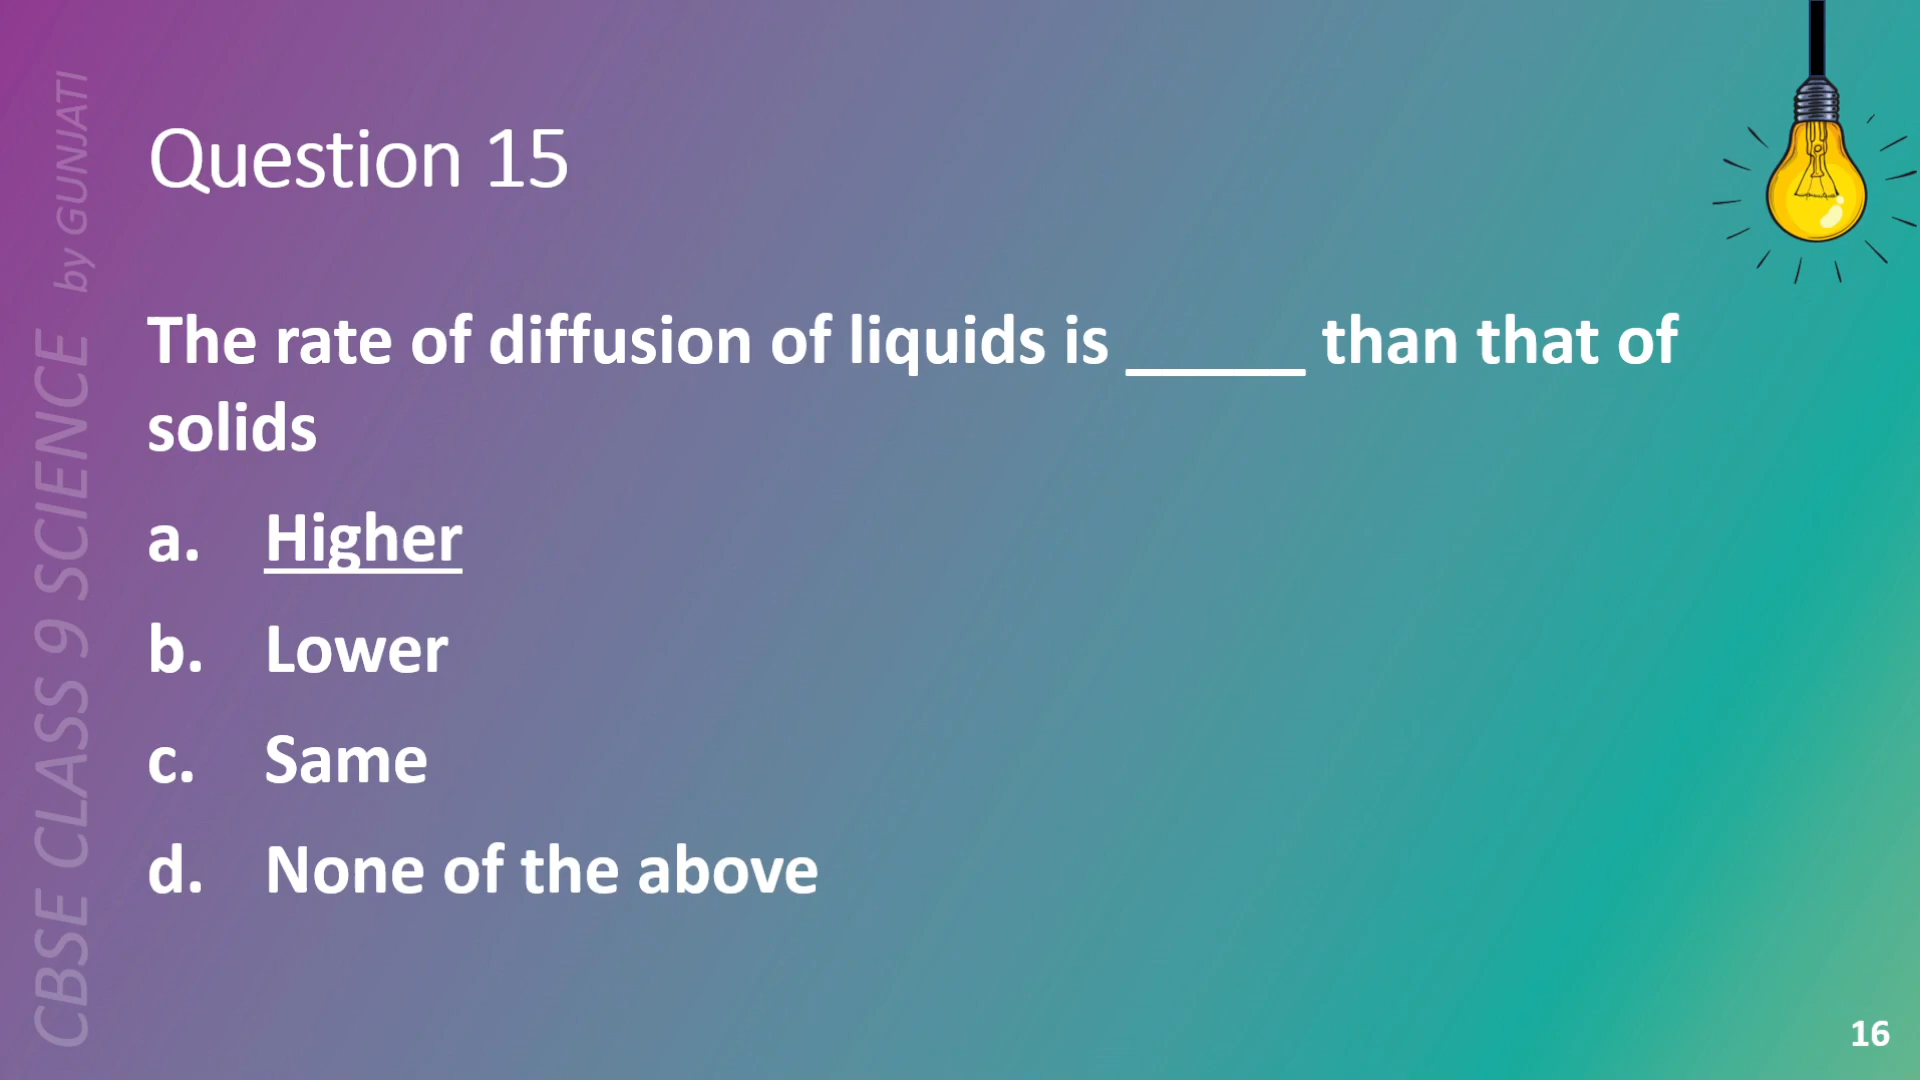 Question 15
The rate of diffusion of liquids is _____ than that of
solids
a. Higher
b. Lower
c. Same
d. None of the above
CBSE CLASS 9 SCIENCE by GUNJATI
16